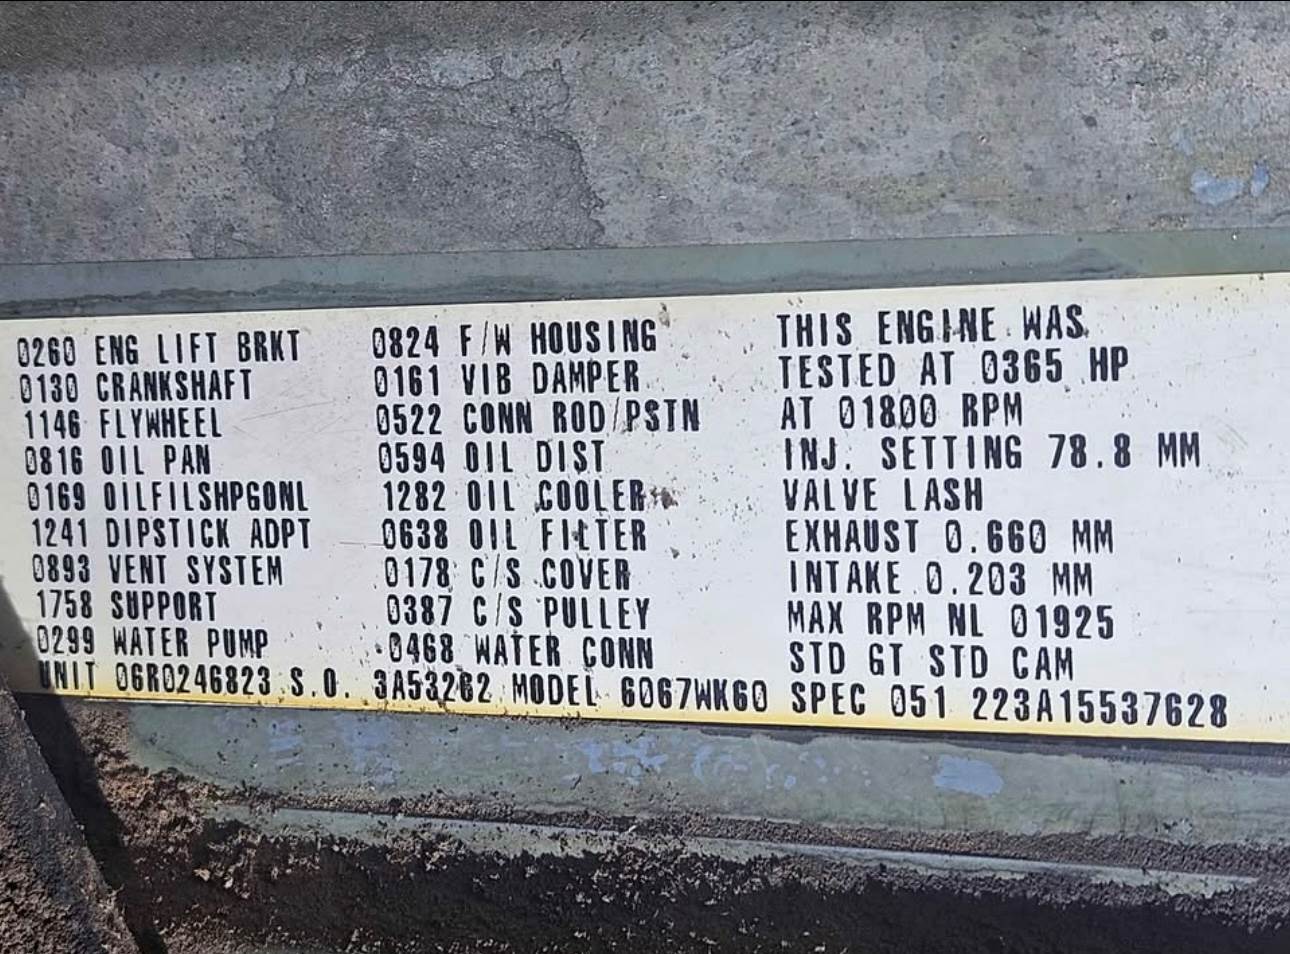 0260 ENG LIFT BRKT
0130 CRANKSHAFT
1146 FLYWHEEL
0816 OIL PAN
0169 OILFILSHPGONL
1241 DIPSTICK ADPT
0893 VENT SYSTEM
1758 SUPPORT
0299 WATER PUMP
0824 F/W HOUSING
0161 VIB DAMPER
0522 CONN ROD/PSTN
0594 OIL DIST
1282 OIL COOLER
0638 OIL FILTER
0178 C/S COVER
0387 C/S PULLEY
0468 WATER CONN
THIS ENGINE WAS
TESTED AT 0365 HP
AT 01800 RPM
INJ. SETTING 78.8 MM
VALVE LASH
EXHAUST 0.660 MM
INTAKE 0.203 MM
MAX RPM NL 01925
STD GT STD CAM
UNIT 06R0246823 S.O. 3A53262 MODEL 6067WK60 SPEC 051 223A15537628